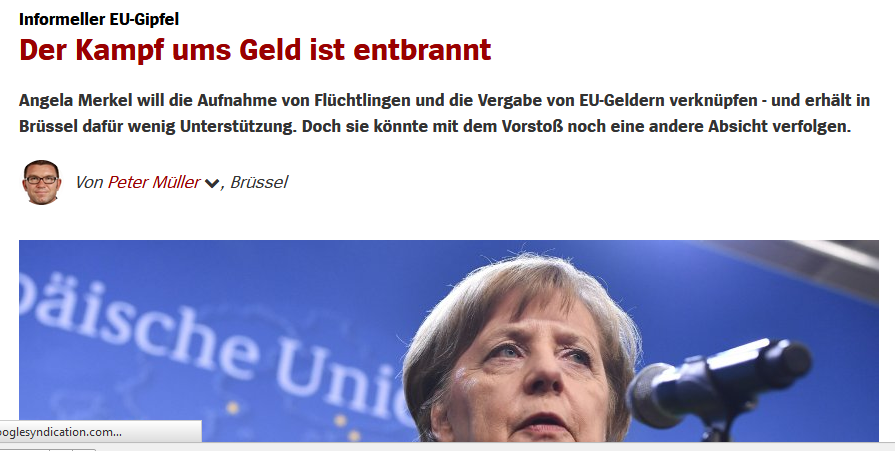 Informeller EU-Gipfel
Der Kampf ums Geld ist entbrannt
Angela Merkel will die Aufnahme von Flüchtlingen und die Vergabe von EU-Geldern verknüpfen - und erhält in
Brüssel dafür wenig Unterstützung. Doch sie könnte mit dem Vorstoß noch eine andere Absicht verfolgen.
Von Peter Müller, Brüssel
päische Unio
ooglesyndication.com...